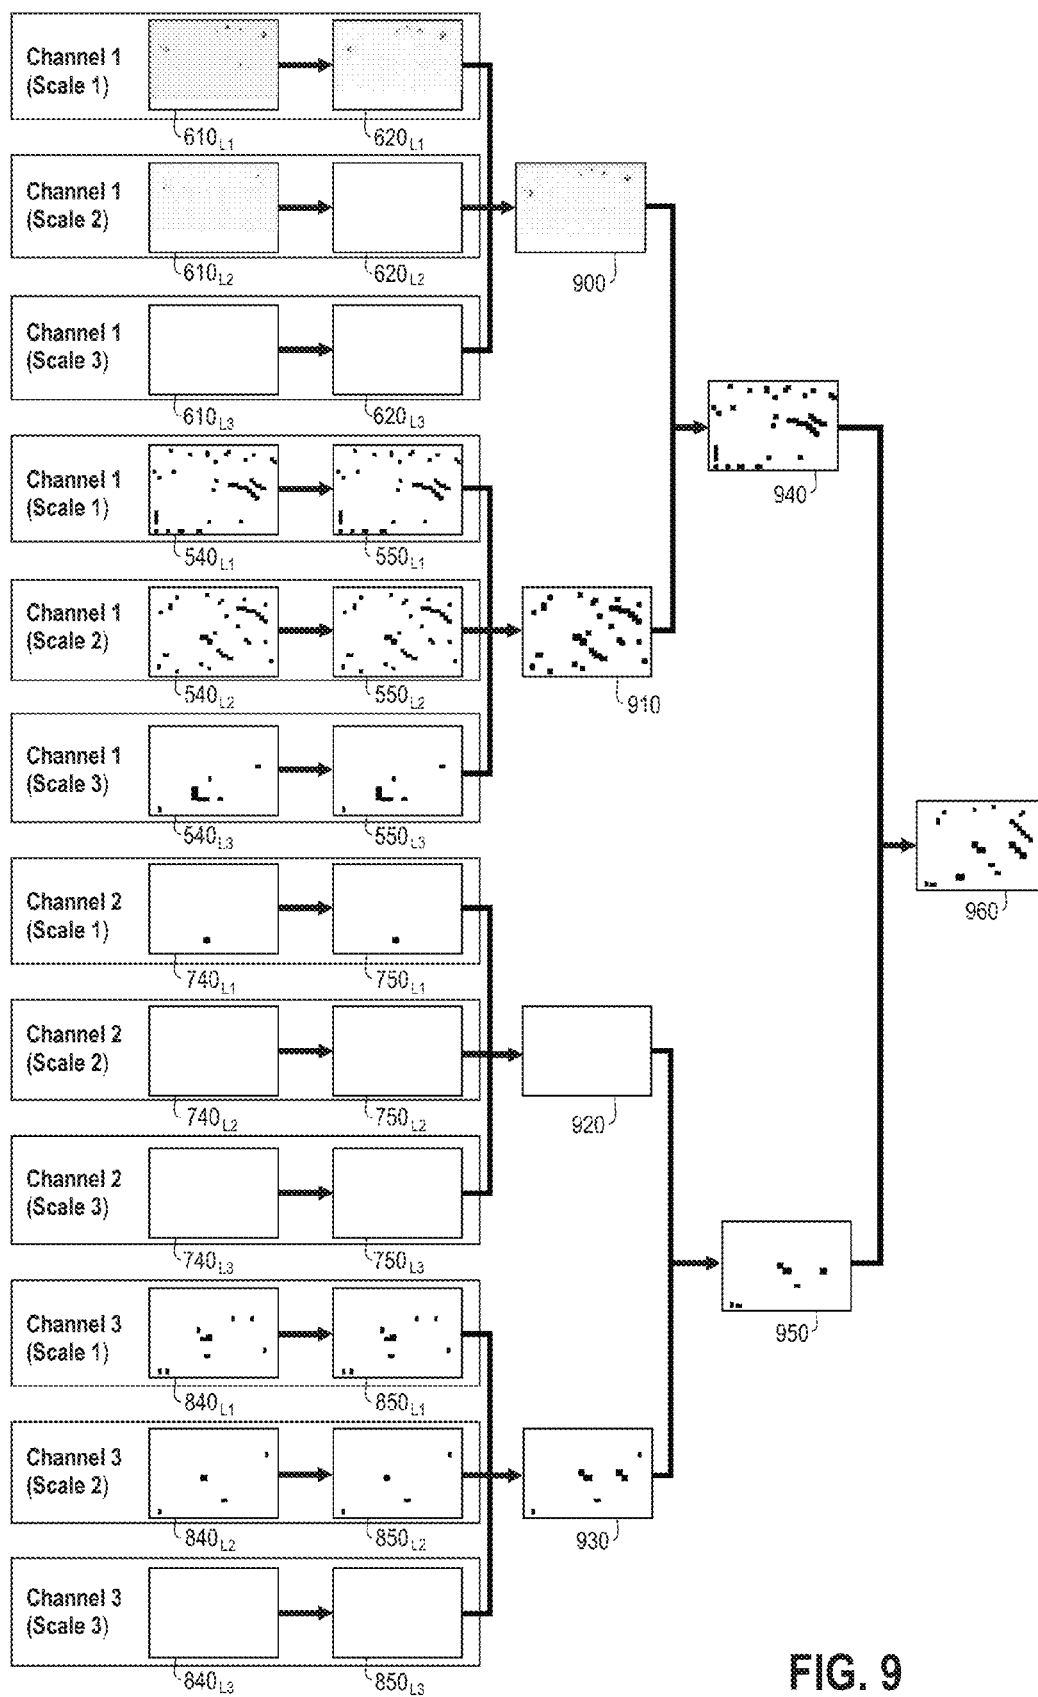 Channel 1
(Scale 1)
610L1
620L1
Channel 1
(Scale 2)
610L2
620L2
900
Channel 1
(Scale 3)
610L3
620L3
Channel 1
(Scale 1)
540L1
550L1
940
Channel 1
(Scale 2)
540L2
550L2
910
Channel 1
(Scale 3)
540L3
550L3
960
Channel 2
(Scale 1)
740L1
750L1
Channel 2
(Scale 2)
740L2
750L2
920
Channel 2
(Scale 3)
740L3
750L3
950
Channel 3
(Scale 1)
840L1
850L1
Channel 3
(Scale 2)
840L2
850L2
930
Channel 3
(Scale 3)
840L3
850L3
FIG. 9